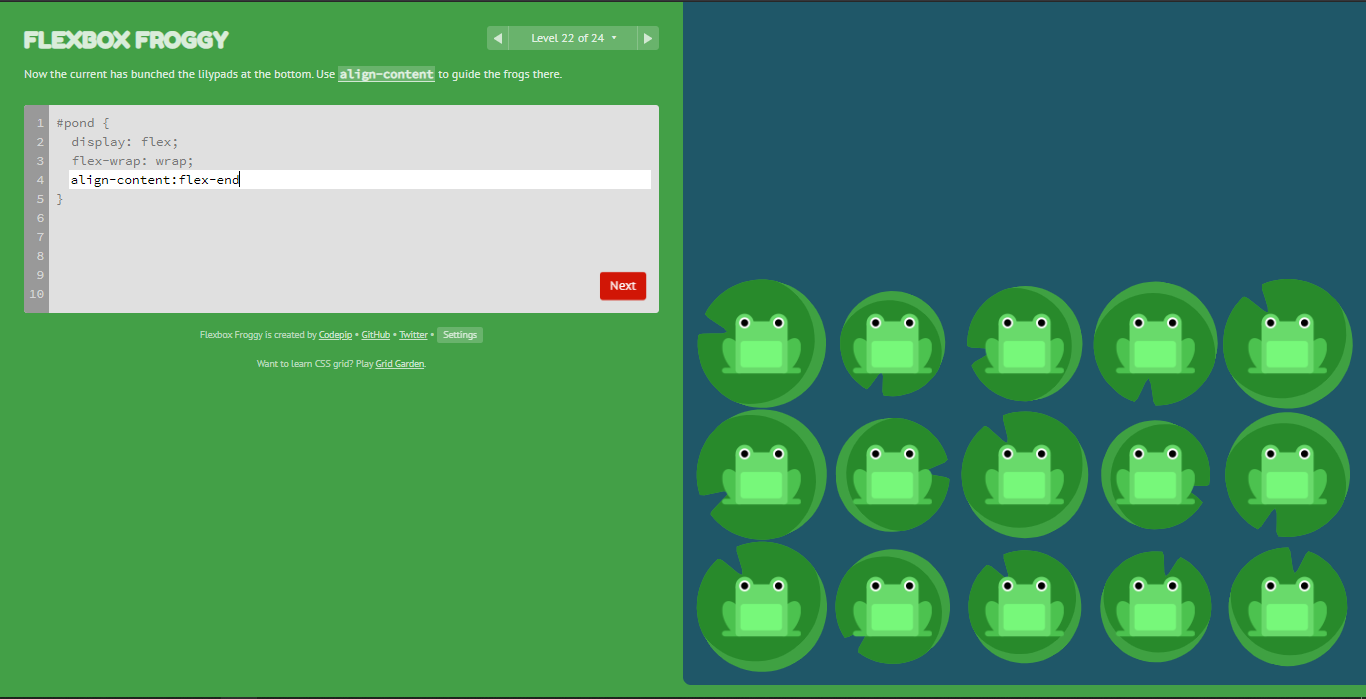 FLEXBOX FROGGY
◀ Level 22 of 24 ▾ ▶
Now the current has bunched the lilypads at the bottom. Use align-content to guide the frogs there.
1 #pond {
2   display: flex;
3   flex-wrap: wrap;
4   align-content:flex-end
5 }
6
7
8
9
10
Next
Flexbox Froggy is created by Codepip • GitHub • Twitter • Settings
Want to learn CSS grid? Play Grid Garden.